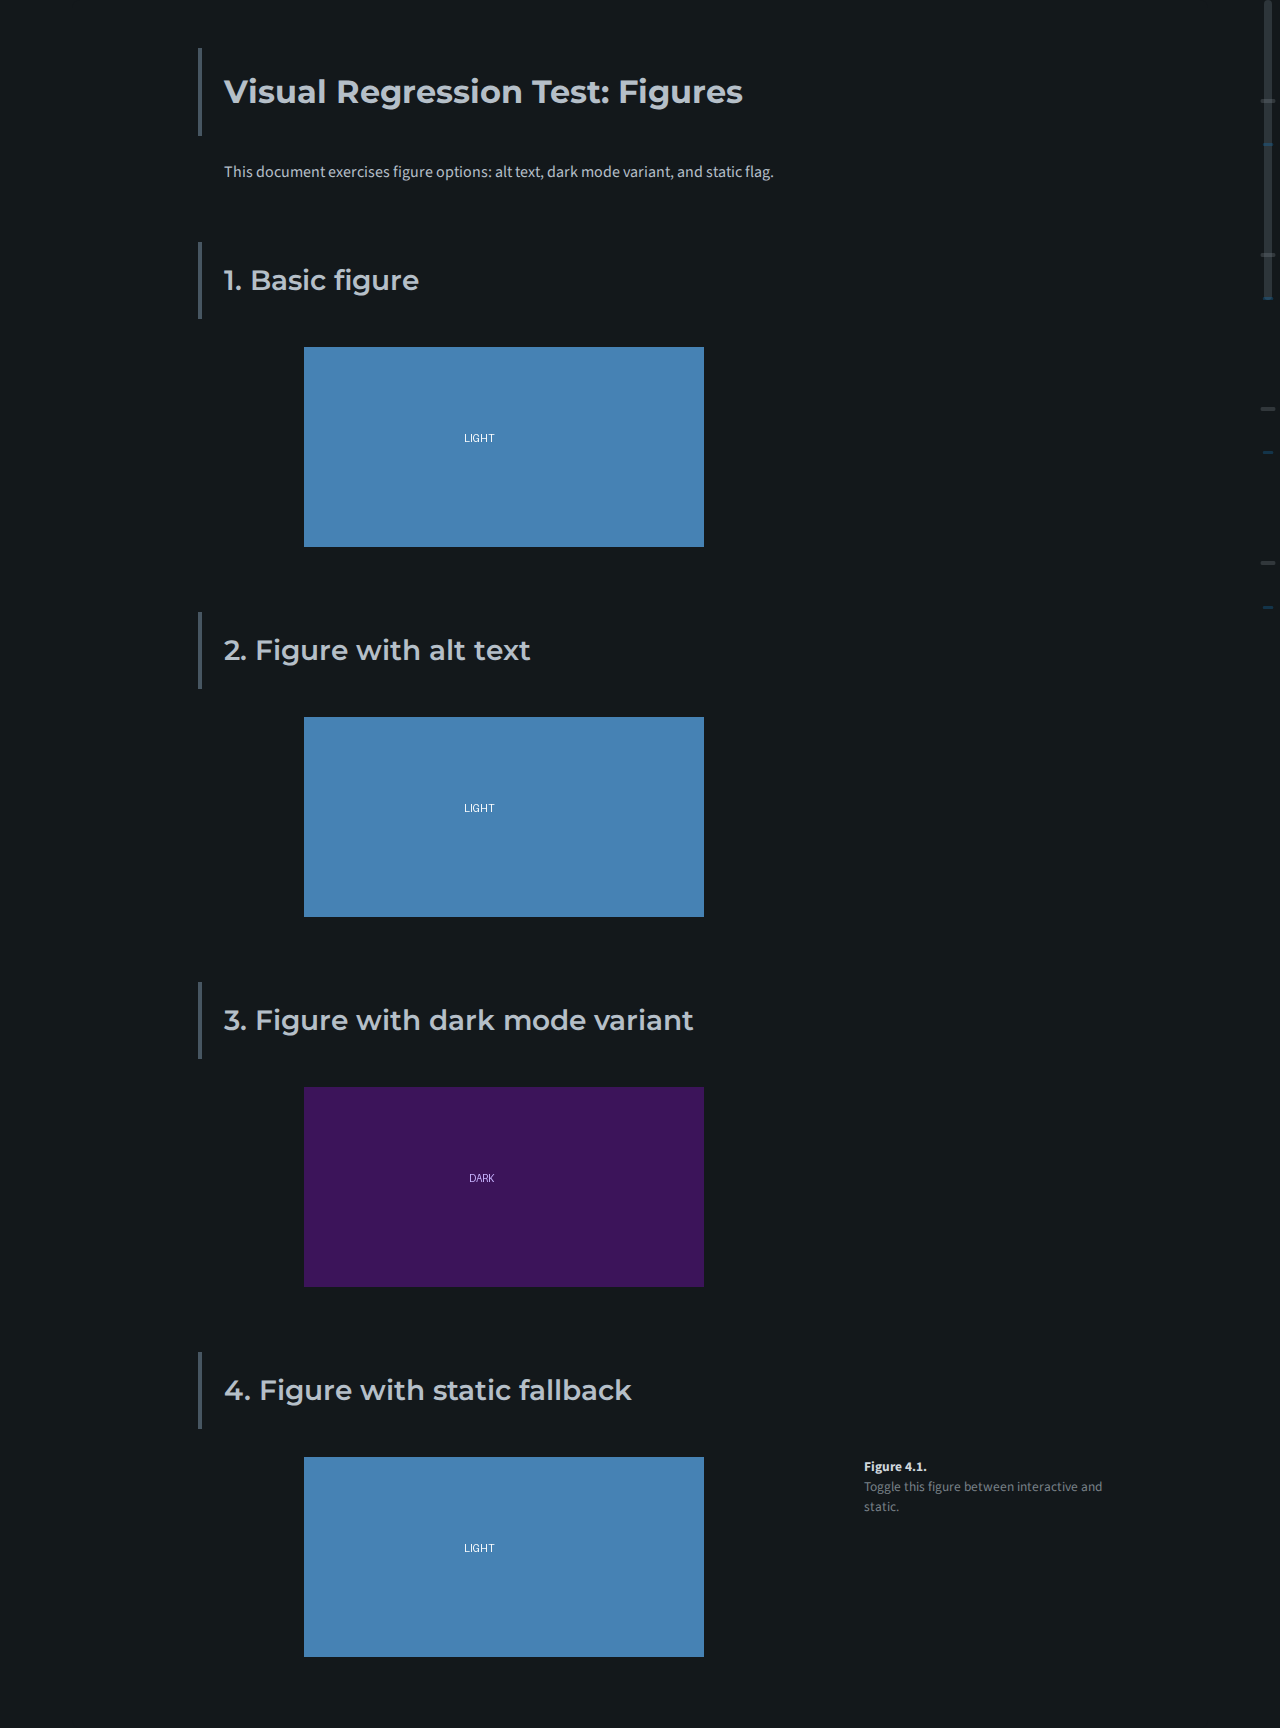 Visual Regression Test: Figures
This document exercises figure options: alt text, dark mode variant, and static flag.
1. Basic figure
LIGHT
2. Figure with alt text
LIGHT
3. Figure with dark mode variant
DARK
4. Figure with static fallback
LIGHT
Figure 4.1.
Toggle this figure between interactive and
static.